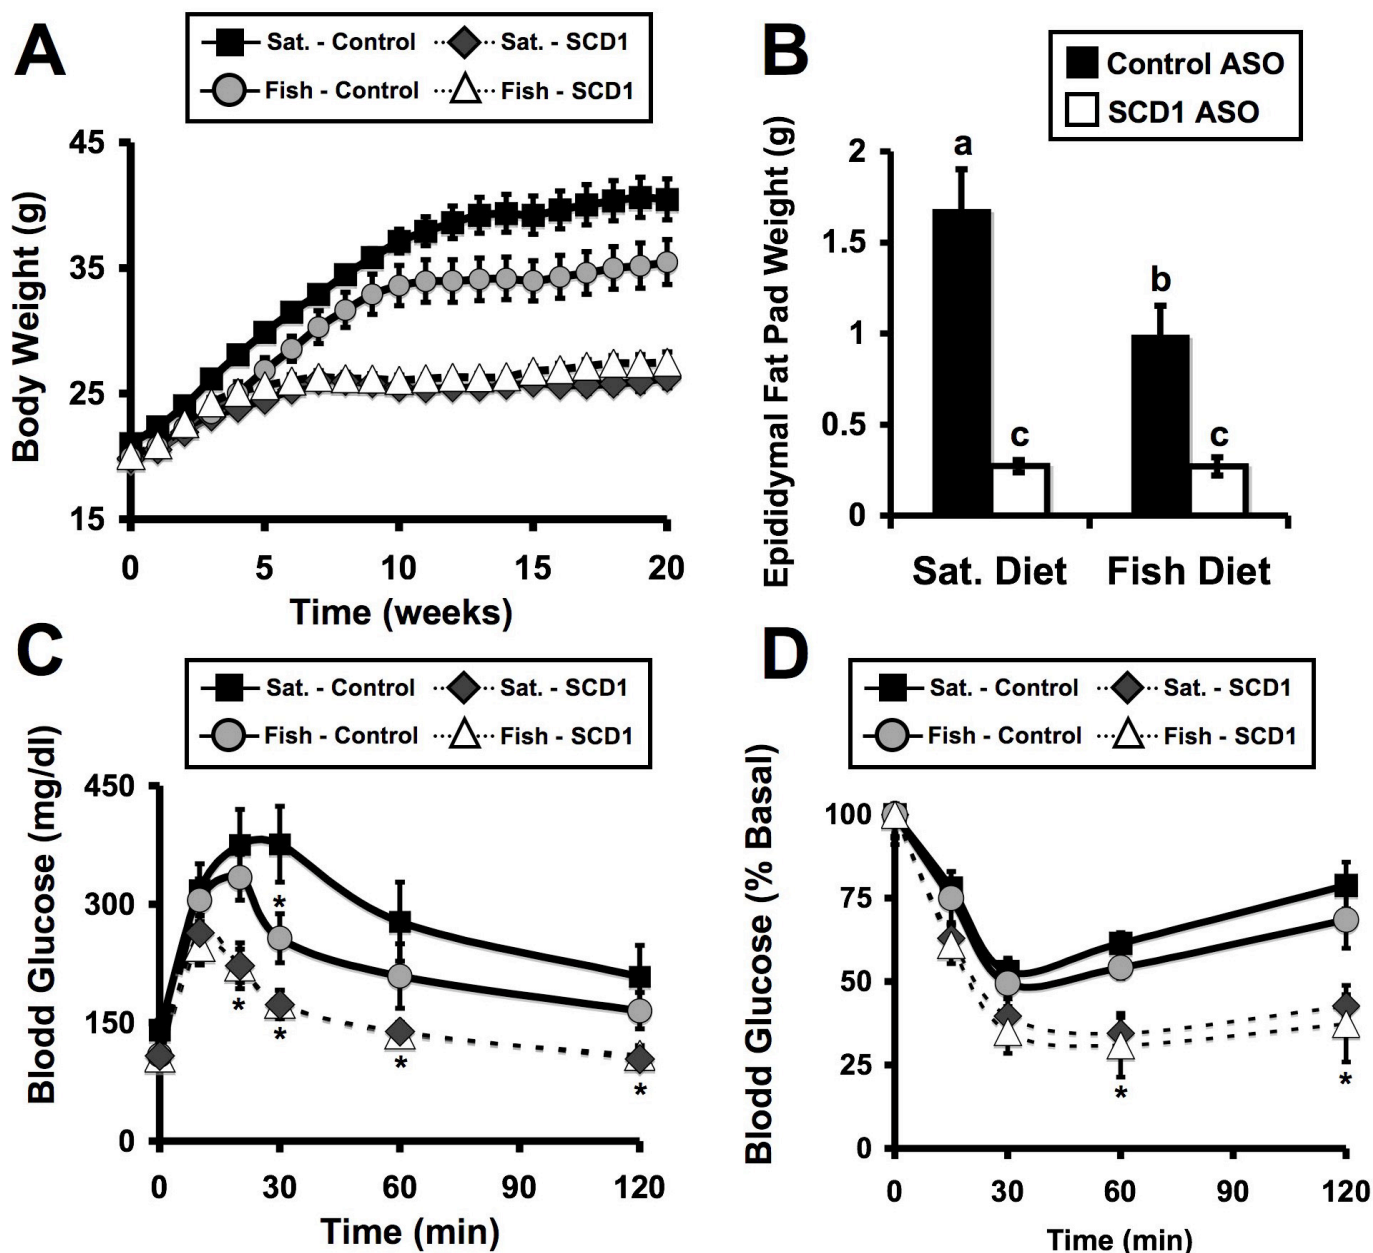 A
Sat. - Control
Sat. - SCD1
Fish - Control
Fish - SCD1
Body Weight (g)
45
35
25
15
0
5
10
15
20
Time (weeks)
B
Control ASO
SCD1 ASO
Epididymal Fat Pad Weight (g)
2
1.5
1
0.5
0
a
c
b
c
Sat. Diet
Fish Diet
C
Sat. - Control
Sat. - SCD1
Fish - Control
Fish - SCD1
Blodd Glucose (mg/dl)
450
300
150
0
*
*
*
*
*
0
30
60
90
120
Time (min)
D
Sat. - Control
Sat. - SCD1
Fish - Control
Fish - SCD1
Blodd Glucose (% Basal)
100
75
50
25
0
*
*
0
30
60
90
120
Time (min)